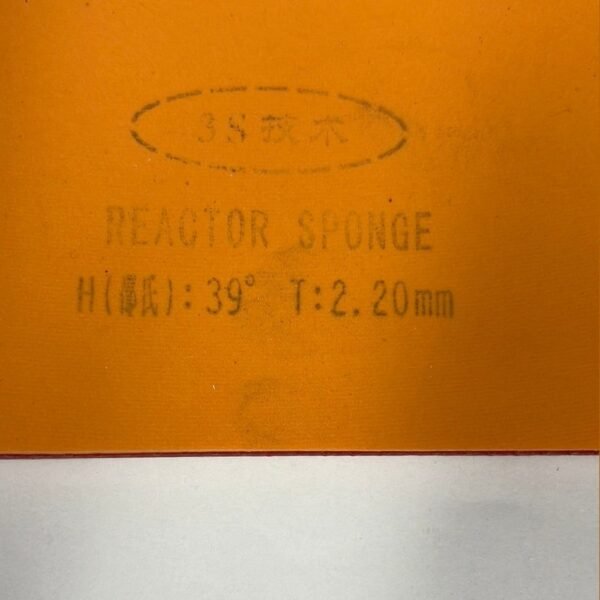 3S技术
REACTOR SPONGE
H(邵氏):39° T:2.20mm